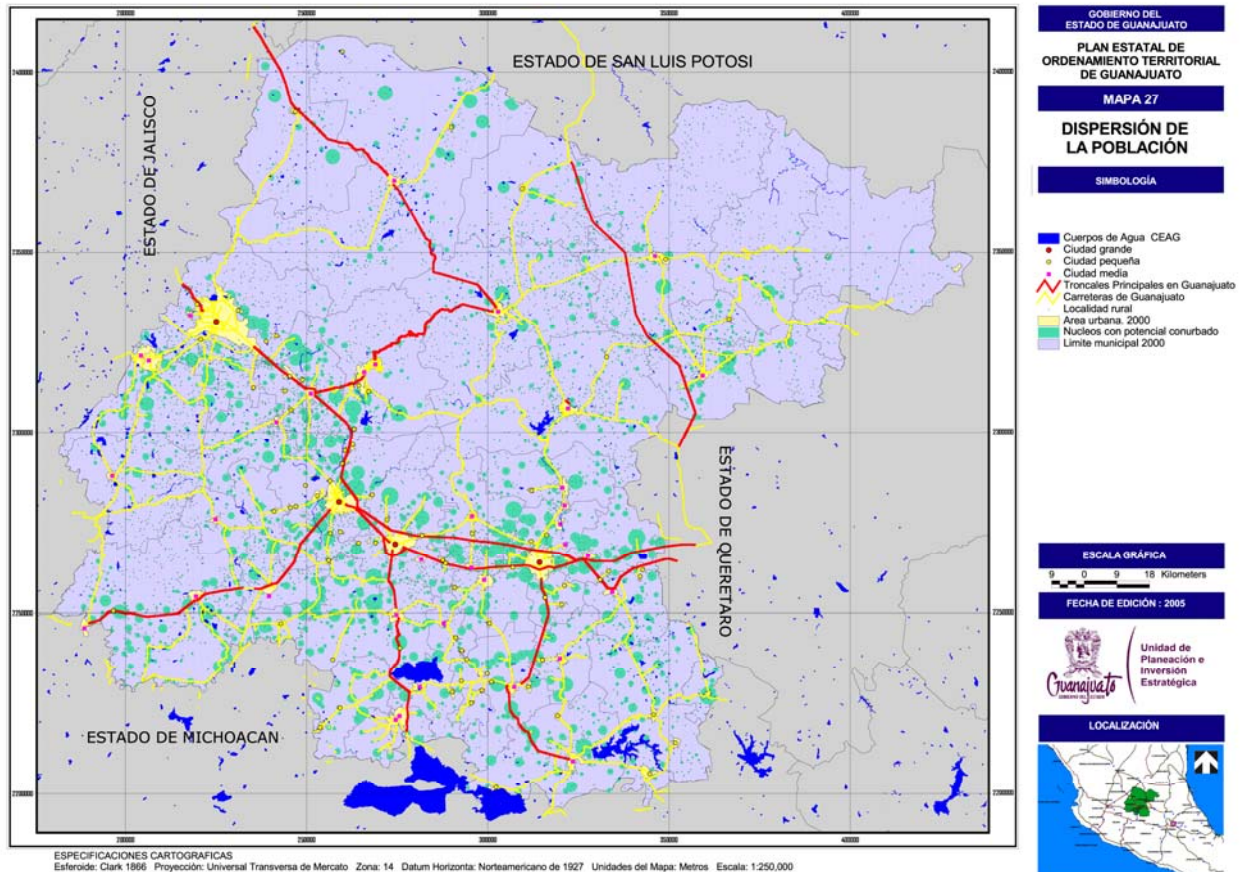 ESTADO DE SAN LUIS POTOSI
ESTADO DE JALISCO
ESTADO DE QUERETARO
ESTADO DE MICHOACAN
ESPECIFICACIONES CARTOGRAFICAS
Esferoide: Clark 1866 Proyección: Universal Transversa de Mercato Zona: 14 Datum Horizonta: Norteamericano de 1927 Unidades del Mapa: Metros Escala: 1:250,000
GOBIERNO DEL
ESTADO DE GUANAJUATO
PLAN ESTATAL DE
ORDENAMIENTO TERRITORIAL
DE GUANAJUATO
MAPA 27
DISPERSIÓN DE
LA POBLACIÓN
SIMBOLOGÍA
Cuerpos de Agua CEAG
Ciudad grande
Ciudad pequeña
Ciudad media
Troncales Principales en Guanajuato
Carreteras de Guanajuato
Localidad rural
Area urbana. 2000
Nucleos con potencial conurbado
Limite municipal 2000
ESCALA GRÁFICA
9 0 9 18 Kilometers
FECHA DE EDICIÓN : 2005
Guanajuato
Unidad de
Planeación e
Inversión
Estratégica
LOCALIZACIÓN